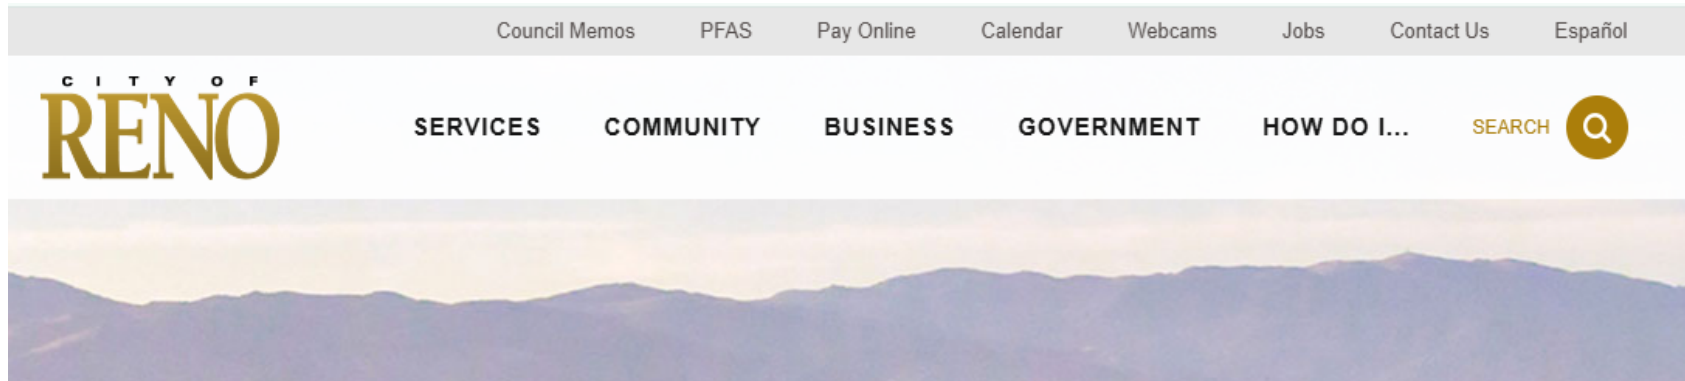 Council Memos PFAS Pay Online Calendar Webcams Jobs Contact Us Español
CITY OF
RENO
SERVICES COMMUNITY BUSINESS GOVERNMENT HOW DO I... SEARCH